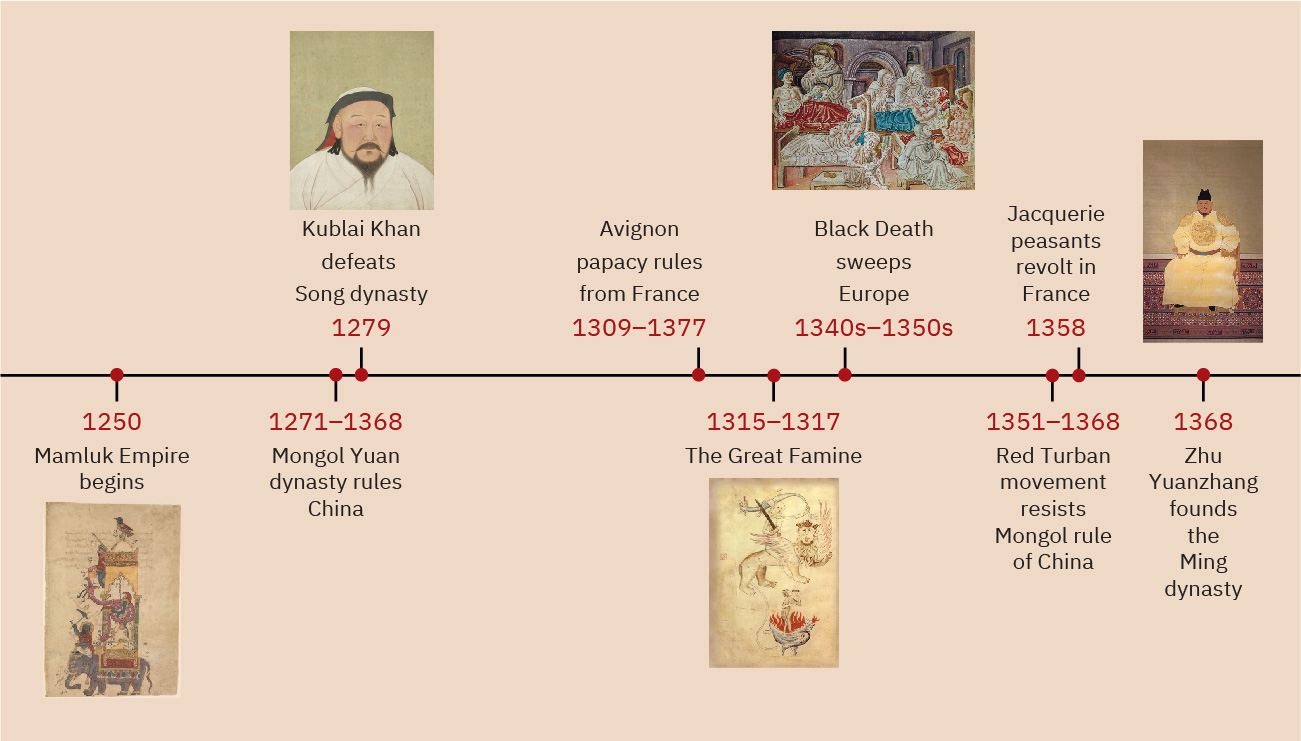 Kublai Khan
defeats
Song dynasty
1279
Avignon
papacy rules
from France
1309–1377
Black Death
sweeps
Europe
1340s–1350s
Jacquerie
peasants
revolt in
France
1358
1250
Mamluk Empire
begins
1271–1368
Mongol Yuan
dynasty rules
China
1315–1317
The Great Famine
1351–1368
Red Turban
movement
resists
Mongol rule
of China
1368
Zhu
Yuanzhang
founds
the
Ming
dynasty